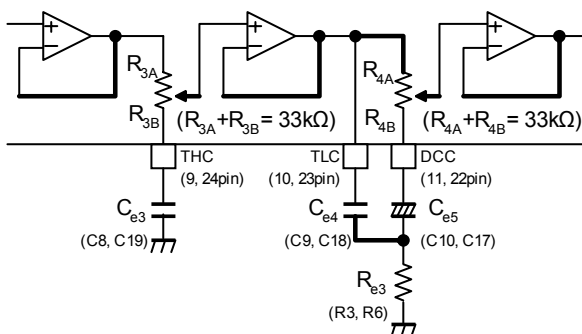 +
−
R3A
R3B
(R3A+R3B= 33kΩ)
+
−
R4A
R4B
(R4A+R4B= 33kΩ)
+
−
THC
(9, 24pin)
TLC
(10, 23pin)
DCC
(11, 22pin)
Ce3
(C8, C19)
Ce4
(C9, C18)
Ce5
(C10, C17)
Re3
(R3, R6)